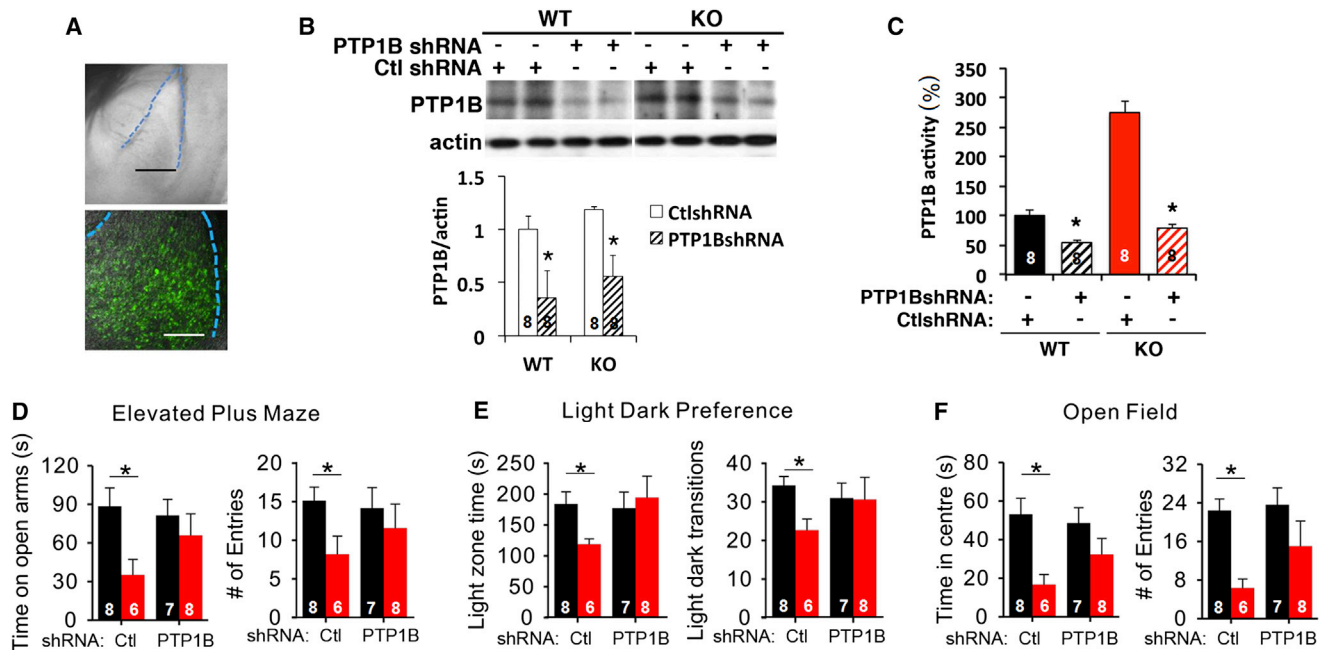 A
B
WT KO
PTP1B shRNA - - + + - - + +
Ctl shRNA + + - - + + - -
PTP1B
actin
PTP1B/actin
1.5
1
0.5
0
8 8 8 8
WT KO
CtlshRNA
PTP1BshRNA
C
PTP1B activity (%)
350
300
250
200
150
100
50
0
* *
8 8 8 8
PTP1BshRNA: - + - +
CtlshRNA: + - + -
WT KO
D Elevated Plus Maze
Time on open arms (s)
120
90
60
30
0
*
8 6 7 8
shRNA: Ctl PTP1B
# of Entries
20
15
10
5
0
*
8 6 7 8
shRNA: Ctl PTP1B
E Light Dark Preference
Light zone time (s)
250
200
150
100
50
0
*
8 6 7 8
shRNA: Ctl PTP1B
Light dark transitions
40
30
20
10
0
*
8 6 7 8
shRNA: Ctl PTP1B
F Open Field
Time in centre (s)
80
60
40
20
0
*
8 6 7 8
shRNA: Ctl PTP1B
# of Entries
32
24
16
8
0
*
8 6 7 8
shRNA: Ctl PTP1B